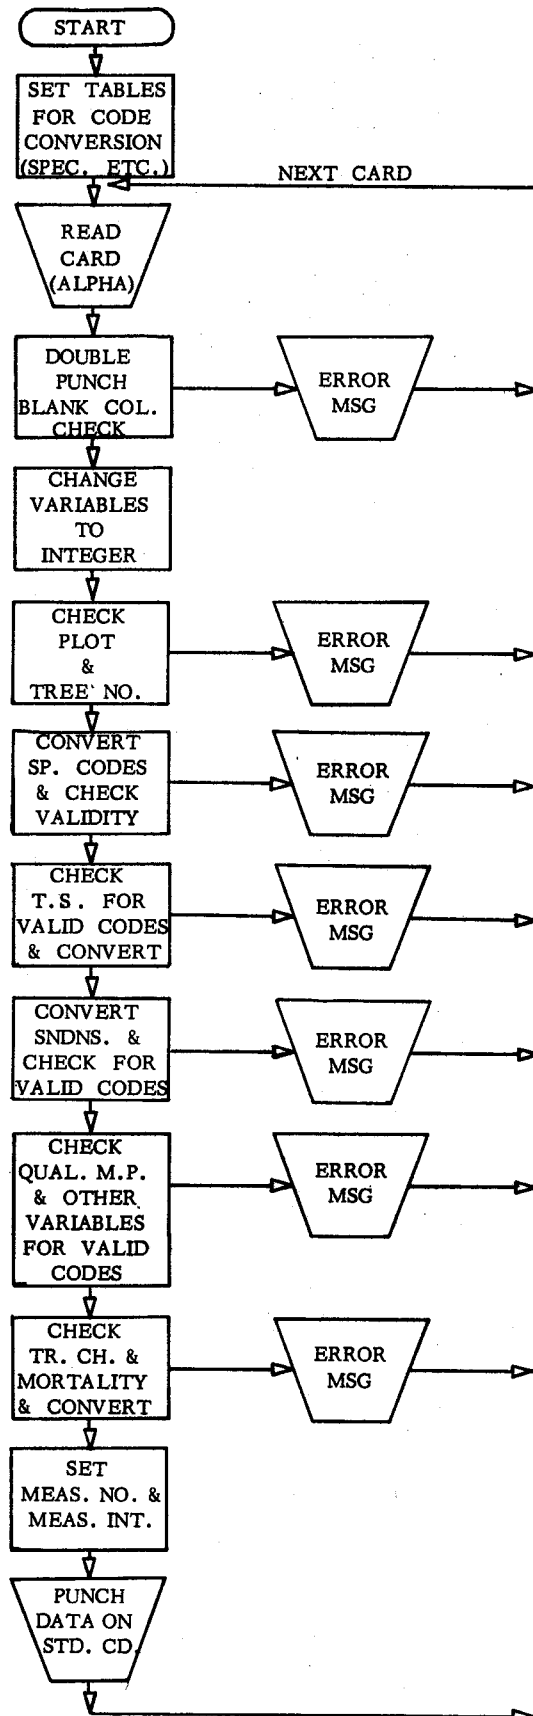 START
SET TABLES
FOR CODE
CONVERSION
(SPEC. ETC.)
NEXT CARD
READ
CARD
(ALPHA)
DOUBLE
PUNCH
BLANK COL.
CHECK
ERROR
MSG
CHANGE
VARIABLES
TO
INTEGER
CHECK
PLOT
&
TREE NO.
ERROR
MSG
CONVERT
SP. CODES
& CHECK
VALIDITY
ERROR
MSG
CHECK
T.S. FOR
VALID CODES
& CONVERT
ERROR
MSG
CONVERT
SNDNS. &
CHECK FOR
VALID CODES
ERROR
MSG
CHECK
QUAL. M.P.
& OTHER
VARIABLES
FOR VALID
CODES
ERROR
MSG
CHECK
TR. CH. &
MORTALITY
& CONVERT
ERROR
MSG
SET
MEAS. NO. &
MEAS. INT.
PUNCH
DATA ON
STD. CD.